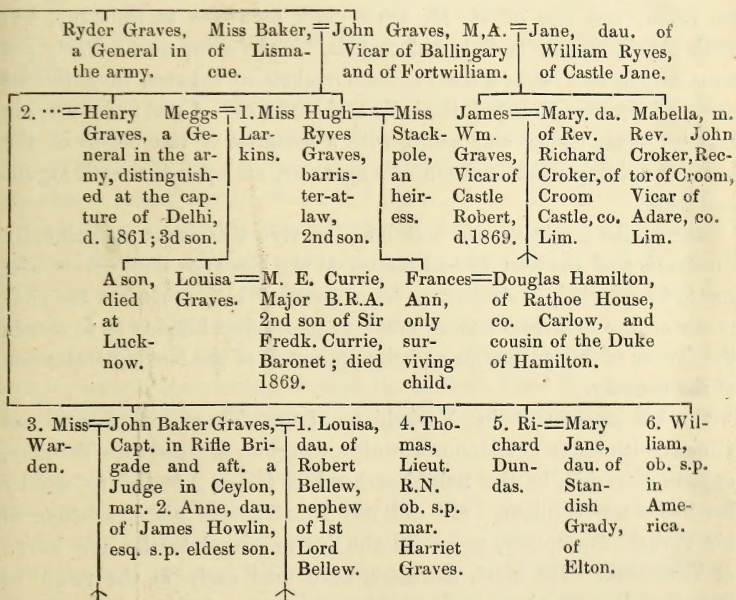 Ryder Graves,
a General in
the army.
Miss Baker,
of Lisma-
cue.
=John Graves, M,A.
Vicar of Ballingary
and of Fortwilliam.
=Jane, dau. of
William Ryves,
of Castle Jane.
2. ···=Henry Meggs
Graves, a Ge-
neral in the ar-
my, distinguish-
ed at the cap-
ture of Delhi,
d. 1861; 3d son.
=1. Miss
Lar-
kins.
Hugh
Ryves
Graves,
barris-
ter-at-
law,
2nd son.
=Miss
Stack-
pole,
an
heir-
ess.
James
Wm.
Graves,
Vicar of
Castle
Robert,
d.1869.
=Mary. da.
of Rev.
Richard
Croker, of
Croom
Castle, co.
Lim.
Mabella, m.
Rev. John
Croker, Rec-
tor of Croom,
Vicar of
Adare, co.
Lim.
A son,
died
at
Luck-
now.
Louisa
Graves.
=M. E. Currie,
Major B.R.A.
2nd son of Sir
Fredk. Currie,
Baronet; died
1869.
Frances
Ann,
only
sur-
viving
child.
=Douglas Hamilton,
of Rathoe House,
co. Carlow, and
cousin of the Duke
of Hamilton.
3. Miss
War-
den.
=John Baker Graves,
Capt. in Rifle Bri-
gade and aft. a
Judge in Ceylon,
mar. 2. Anne, dau.
of James Howlin,
esq. s.p. eldest son.
=1. Louisa,
dau. of
Robert
Bellew,
nephew
of 1st
Lord
Bellew.
4. Tho-
mas,
Lieut.
R.N.
ob. s.p.
mar.
Harriet
Graves.
5. Ri-
chard
Dun-
das.
=Mary
Jane,
dau. of
Stan-
dish
Grady,
of
Elton.
6. Wil-
liam,
ob. s.p.
in
Ame-
rica.